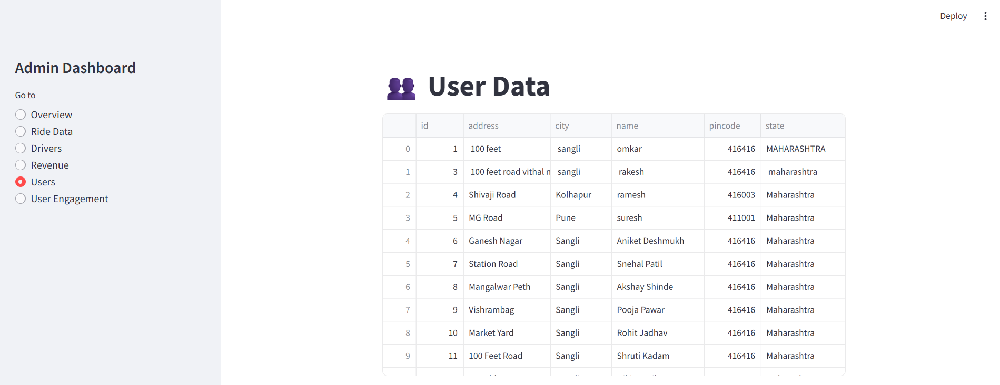 Deploy
Admin Dashboard
Go to
Overview
Ride Data
Drivers
Revenue
Users
User Engagement
User Data
id address city name pincode state
0 1 100 feet sangli omkar 416416 MAHARASHTRA
1 3 100 feet road vithal sangli rakesh 416416 maharashtra
2 4 Shivaji Road Kolhapur ramesh 416003 Maharashtra
3 5 MG Road Pune suresh 411001 Maharashtra
4 6 Ganesh Nagar Sangli Aniket Deshmukh 416416 Maharashtra
5 7 Station Road Sangli Snehal Patil 416416 Maharashtra
6 8 Mangalwar Peth Sangli Akshay Shinde 416416 Maharashtra
7 9 Vishrambag Sangli Pooja Pawar 416416 Maharashtra
8 10 Market Yard Sangli Rohit Jadhav 416416 Maharashtra
9 11 100 Feet Road Sangli Shruti Kadam 416416 Maharashtra